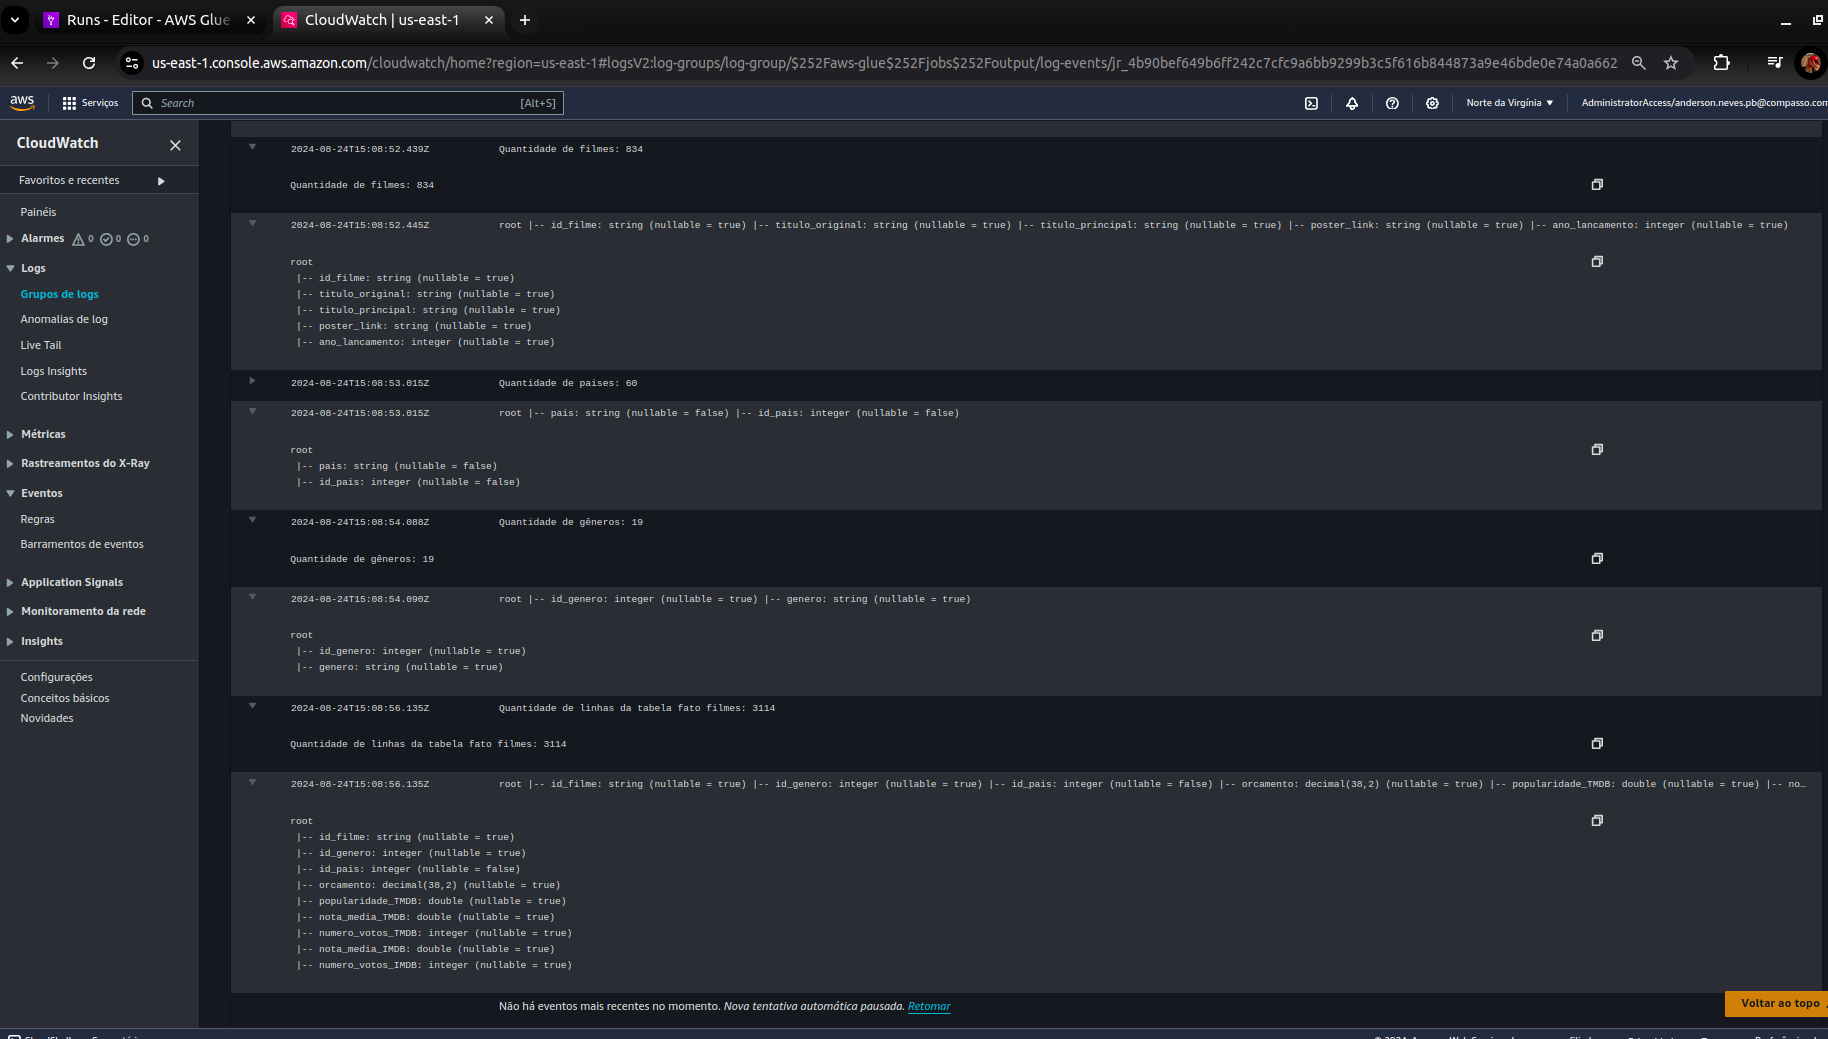 Runs - Editor - AWS Glue
CloudWatch | us-east-1
us-east-1.console.aws.amazon.com/cloudwatch/home?region=us-east-1#logsV2:log-groups/log-group/$252Faws-glue$252Fjobs$252Foutput/log-events/jr_4b90bef649b6ff242c7cfc9a6bb9299b3c5f616b844873a9e46bde0e74a0a662
aws
Serviços
Search
[Alt+S]
Norte da Virgínia ▼
AdministratorAccess/anderson.neves.pb@compasso.com
CloudWatch
Favoritos e recentes
Painéis
Alarmes 0 0 0
Logs
Grupos de logs
Anomalias de log
Live Tail
Logs Insights
Contributor Insights
Métricas
Rastreamentos do X-Ray
Eventos
Regras
Barramentos de eventos
Application Signals
Monitoramento da rede
Insights
Configurações
Conceitos básicos
Novidades
2024-08-24T15:08:52.439Z Quantidade de filmes: 834
Quantidade de filmes: 834
2024-08-24T15:08:52.445Z root |-- id_filme: string (nullable = true) |-- titulo_original: string (nullable = true) |-- titulo_principal: string (nullable = true) |-- poster_link: string (nullable = true) |-- ano_lancamento: integer (nullable = true)
root
|-- id_filme: string (nullable = true)
|-- titulo_original: string (nullable = true)
|-- titulo_principal: string (nullable = true)
|-- poster_link: string (nullable = true)
|-- ano_lancamento: integer (nullable = true)
2024-08-24T15:08:53.015Z Quantidade de paises: 60
2024-08-24T15:08:53.015Z root |-- pais: string (nullable = false) |-- id_pais: integer (nullable = false)
root
|-- pais: string (nullable = false)
|-- id_pais: integer (nullable = false)
2024-08-24T15:08:54.088Z Quantidade de gêneros: 19
Quantidade de gêneros: 19
2024-08-24T15:08:54.090Z root |-- id_genero: integer (nullable = true) |-- genero: string (nullable = true)
root
|-- id_genero: integer (nullable = true)
|-- genero: string (nullable = true)
2024-08-24T15:08:56.135Z Quantidade de linhas da tabela fato filmes: 3114
Quantidade de linhas da tabela fato filmes: 3114
2024-08-24T15:08:56.135Z root |-- id_filme: string (nullable = true) |-- id_genero: integer (nullable = true) |-- id_pais: integer (nullable = false) |-- orcamento: decimal(38,2) (nullable = true) |-- popularidade_TMDB: double (nullable = true) |-- no…
root
|-- id_filme: string (nullable = true)
|-- id_genero: integer (nullable = true)
|-- id_pais: integer (nullable = false)
|-- orcamento: decimal(38,2) (nullable = true)
|-- popularidade_TMDB: double (nullable = true)
|-- nota_media_TMDB: double (nullable = true)
|-- numero_votos_TMDB: integer (nullable = true)
|-- nota_media_IMDB: double (nullable = true)
|-- numero_votos_IMDB: integer (nullable = true)
Não há eventos mais recentes no momento. Nova tentativa automática pausada. Retomar
Voltar ao topo